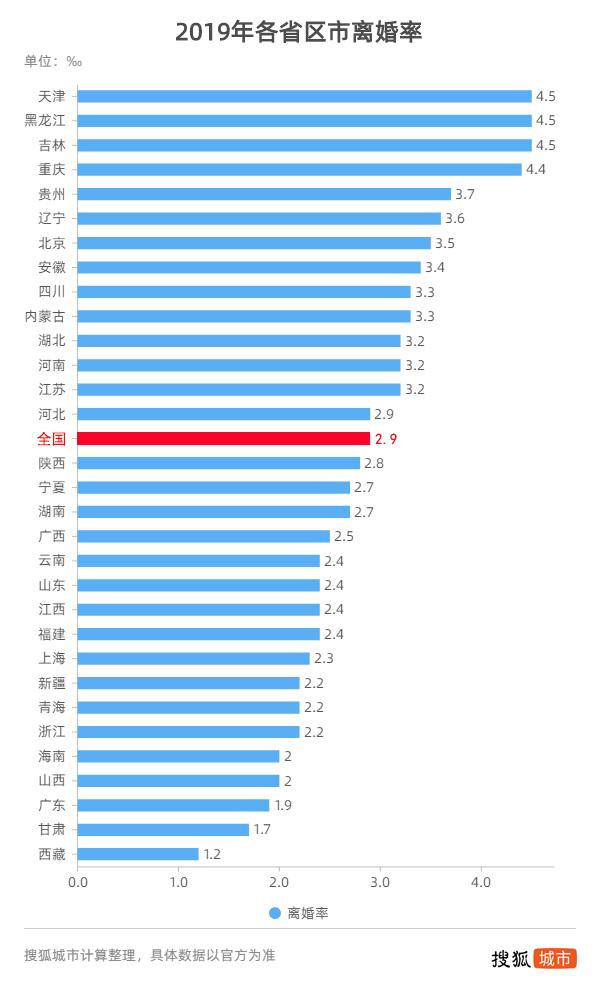 2019年各省区市离婚率
单位：‰
天津 4.5
黑龙江 4.5
吉林 4.5
重庆 4.4
贵州 3.7
辽宁 3.6
北京 3.5
安徽 3.4
四川 3.3
内蒙古 3.3
湖北 3.2
河南 3.2
江苏 3.2
河北 2.9
全国 2.9
陕西 2.8
宁夏 2.7
湖南 2.7
广西 2.5
云南 2.4
山东 2.4
江西 2.4
福建 2.4
上海 2.3
新疆 2.2
青海 2.2
浙江 2.2
海南 2
山西 2
广东 1.9
甘肃 1.7
西藏 1.2
0.0 1.0 2.0 3.0 4.0
离婚率
搜狐城市计算整理，具体数据以官方为准
搜狐 城市